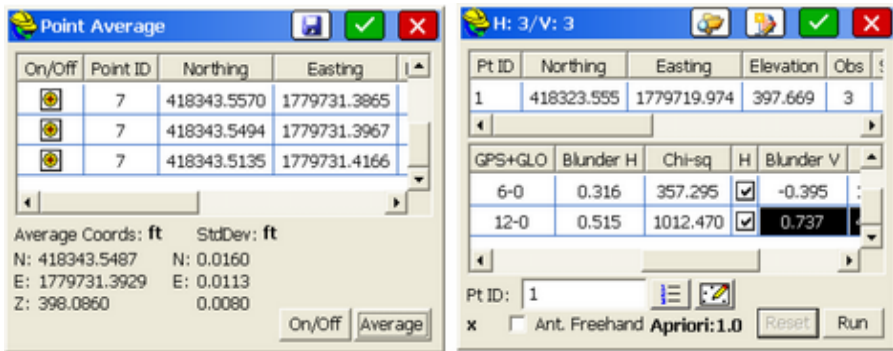 Point Average
On/Off Point ID Northing Easting
7 418343.5570 1779731.3865
7 418343.5494 1779731.3967
7 418343.5135 1779731.4166
Average Coords: ft StdDev: ft
N: 418343.5487 N: 0.0160
E: 1779731.3929 E: 0.0113
Z: 398.0860 0.0080
On/Off Average
H: 3/V: 3
Pt ID Northing Easting Elevation Obs
1 418323.555 1779719.974 397.669 3
GPS+GLO Blunder H Chi-sq H Blunder V
6-0 0.316 357.295 -0.395
12-0 0.515 1012.470 0.737
Pt ID: 1
x Ant. Freehand Apriori:1.0 Reset Run